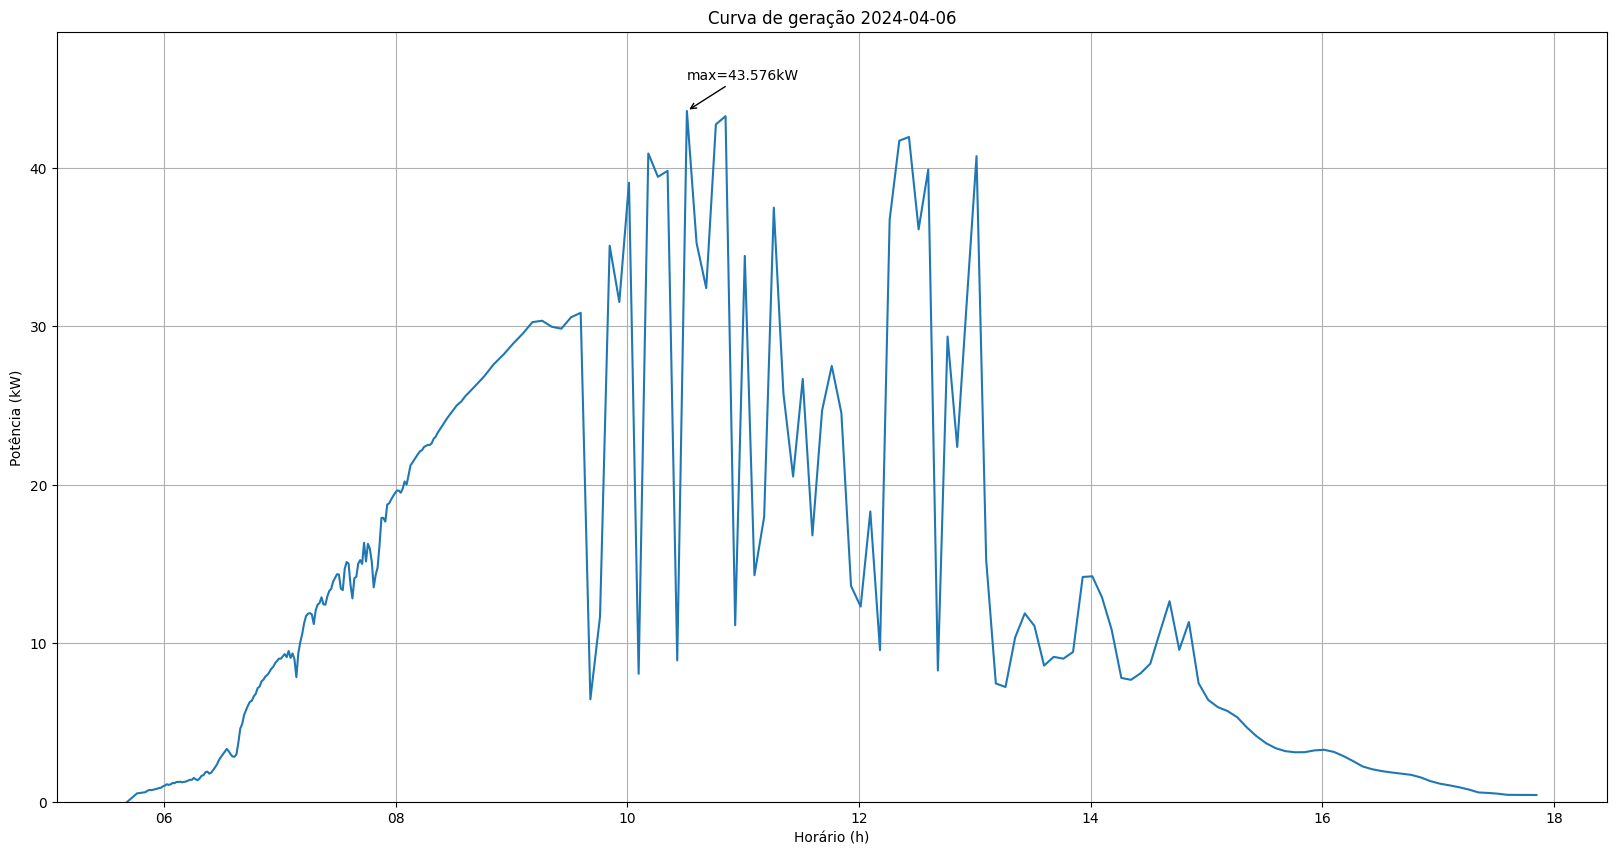 Curva de geração 2024-04-06
max=43.576kW
40
30
20
10
0
Potência (kW)
06 08 10 12 14 16 18
Horário (h)